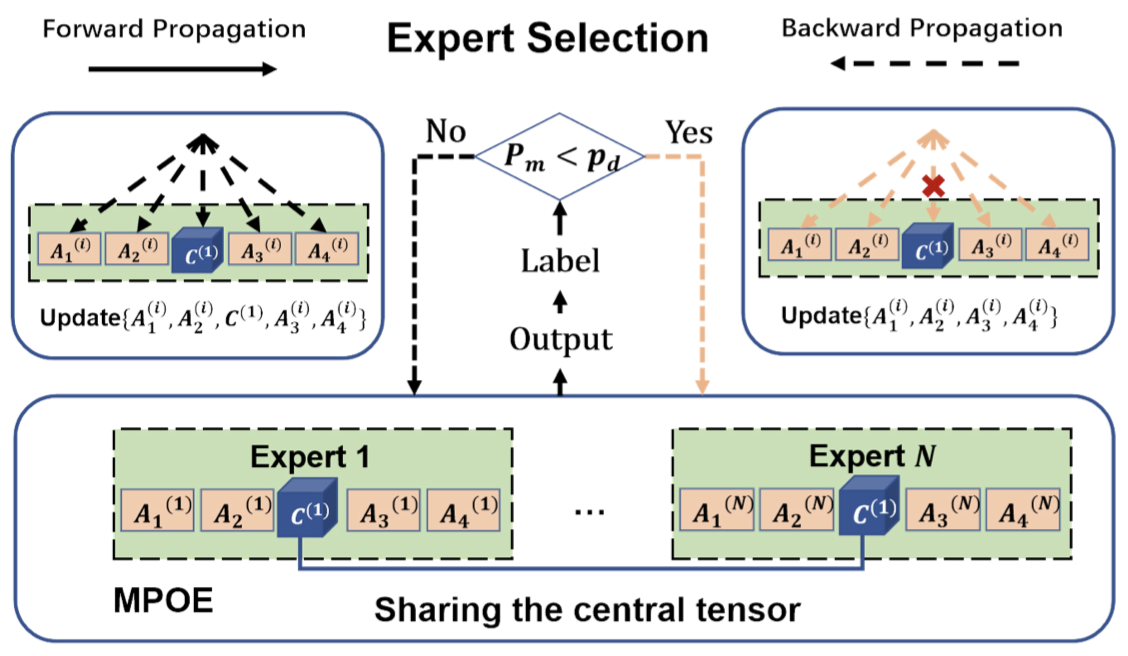 Forward Propagation
Expert Selection
Backward Propagation
No
P_m < p_d
Yes
A_1^(i) A_2^(i) C^(1) A_3^(i) A_4^(i)
Update{A_1^(i), A_2^(i), C^(1), A_3^(i), A_4^(i)}
Label
Output
A_1^(i) A_2^(i) C^(1) A_3^(i) A_4^(i)
Update{A_1^(i), A_2^(i), A_3^(i), A_4^(i)}
Expert 1
A_1^(1) A_2^(1) C^(1) A_3^(1) A_4^(1)
...
Expert N
A_1^(N) A_2^(N) C^(1) A_3^(N) A_4^(N)
MPOE
Sharing the central tensor